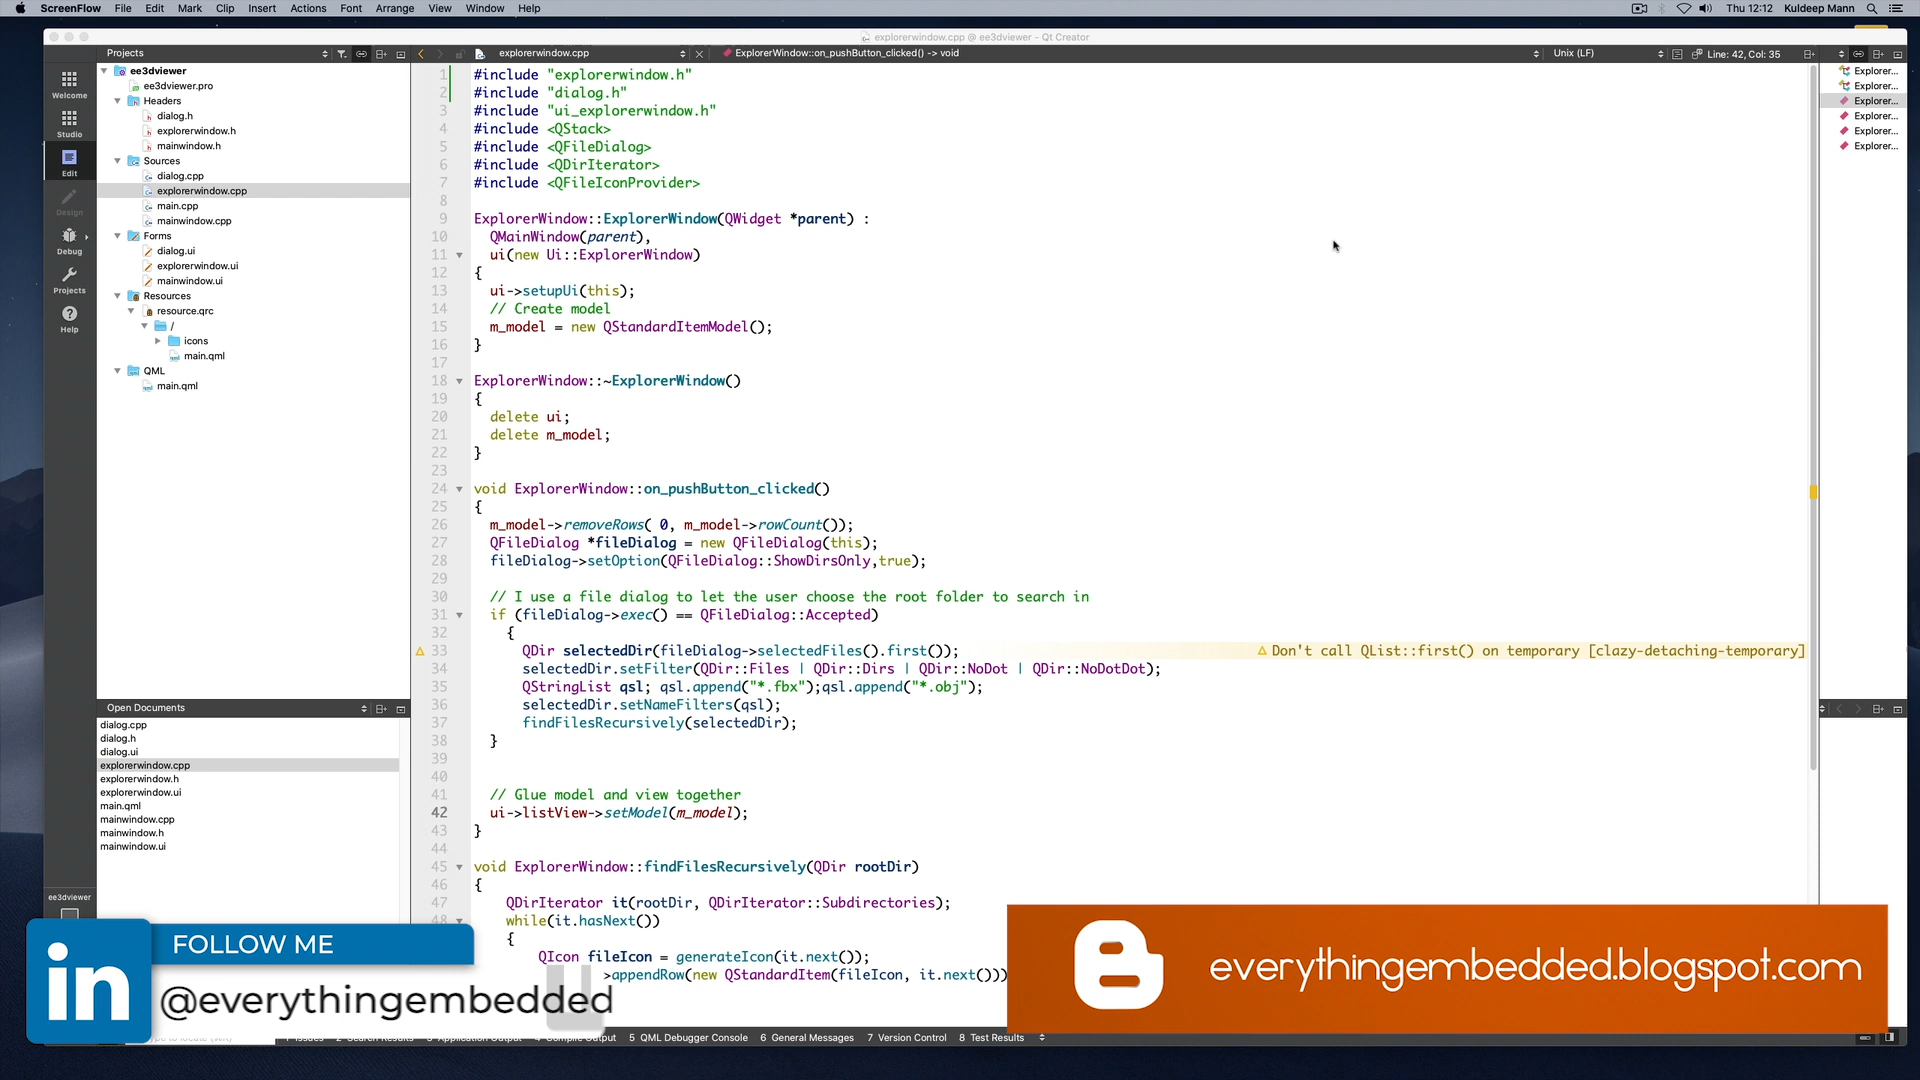 ScreenFlow File Edit Mark Clip Insert Actions Font Arrange View Window Help Thu 12:12 Kuldeep Mann
explorerwindow.cpp @ ee3dviewer - Qt Creator
Projects
explorerwindow.cpp
ExplorerWindow::on_pushButton_clicked() -> void
Unix (LF)
Line: 42, Col: 35
Welcome
Studio
Edit
Design
Debug
Projects
Help
ee3dviewer
ee3dviewer.pro
Headers
dialog.h
explorerwindow.h
mainwindow.h
Sources
dialog.cpp
explorerwindow.cpp
main.cpp
mainwindow.cpp
Forms
dialog.ui
explorerwindow.ui
mainwindow.ui
Resources
resource.qrc
/
icons
main.qml
QML
main.qml
1 #include "explorerwindow.h"
2 #include "dialog.h"
3 #include "ui_explorerwindow.h"
4 #include <QStack>
5 #include <QFileDialog>
6 #include <QDirIterator>
7 #include <QFileIconProvider>
8
9 ExplorerWindow::ExplorerWindow(QWidget *parent) :
10 QMainWindow(parent),
11 ui(new Ui::ExplorerWindow)
12 {
13 ui->setupUi(this);
14 // Create model
15 m_model = new QStandardItemModel();
16 }
17
18 ExplorerWindow::~ExplorerWindow()
19 {
20 delete ui;
21 delete m_model;
22 }
23
24 void ExplorerWindow::on_pushButton_clicked()
25 {
26 m_model->removeRows( 0, m_model->rowCount());
27 QFileDialog *fileDialog = new QFileDialog(this);
28 fileDialog->setOption(QFileDialog::ShowDirsOnly,true);
29
30 // I use a file dialog to let the user choose the root folder to search in
31 if (fileDialog->exec() == QFileDialog::Accepted)
32 {
33 QDir selectedDir(fileDialog->selectedFiles().first()); Don't call QList::first() on temporary [clazy-detaching-temporary]
34 selectedDir.setFilter(QDir::Files | QDir::Dirs | QDir::NoDot | QDir::NoDotDot);
35 QStringList qsl; qsl.append("*.fbx");qsl.append("*.obj");
36 selectedDir.setNameFilters(qsl);
37 findFilesRecursively(selectedDir);
38 }
39
40
41 // Glue model and view together
42 ui->listView->setModel(m_model);
43 }
44
45 void ExplorerWindow::findFilesRecursively(QDir rootDir)
46 {
47 QDirIterator it(rootDir, QDirIterator::Subdirectories);
48 while(it.hasNext())
{
QIcon fileIcon = generateIcon(it.next());
>appendRow(new QStandardItem(fileIcon, it.next()))
Explorer...
Explorer...
Explorer...
Explorer...
Explorer...
Explorer...
Open Documents
dialog.cpp
dialog.h
dialog.ui
explorerwindow.cpp
explorerwindow.h
explorerwindow.ui
main.qml
mainwindow.cpp
mainwindow.h
mainwindow.ui
ee3dviewer
in
FOLLOW ME
@everythingembedded
everythingembedded.blogspot.com
5 QML Debugger Console 6 General Messages 7 Version Control 8 Test Results